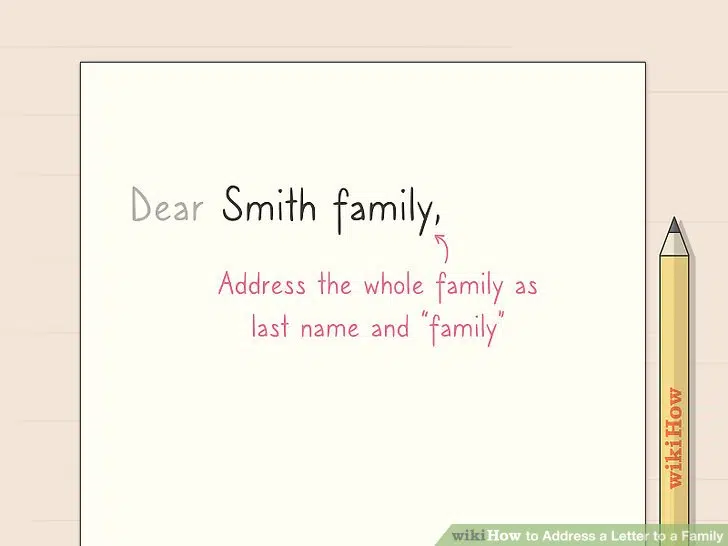 Dear Smith family,
Address the whole family as
last name and “family”
wikiHow
wikiHow to Address a Letter to a Family